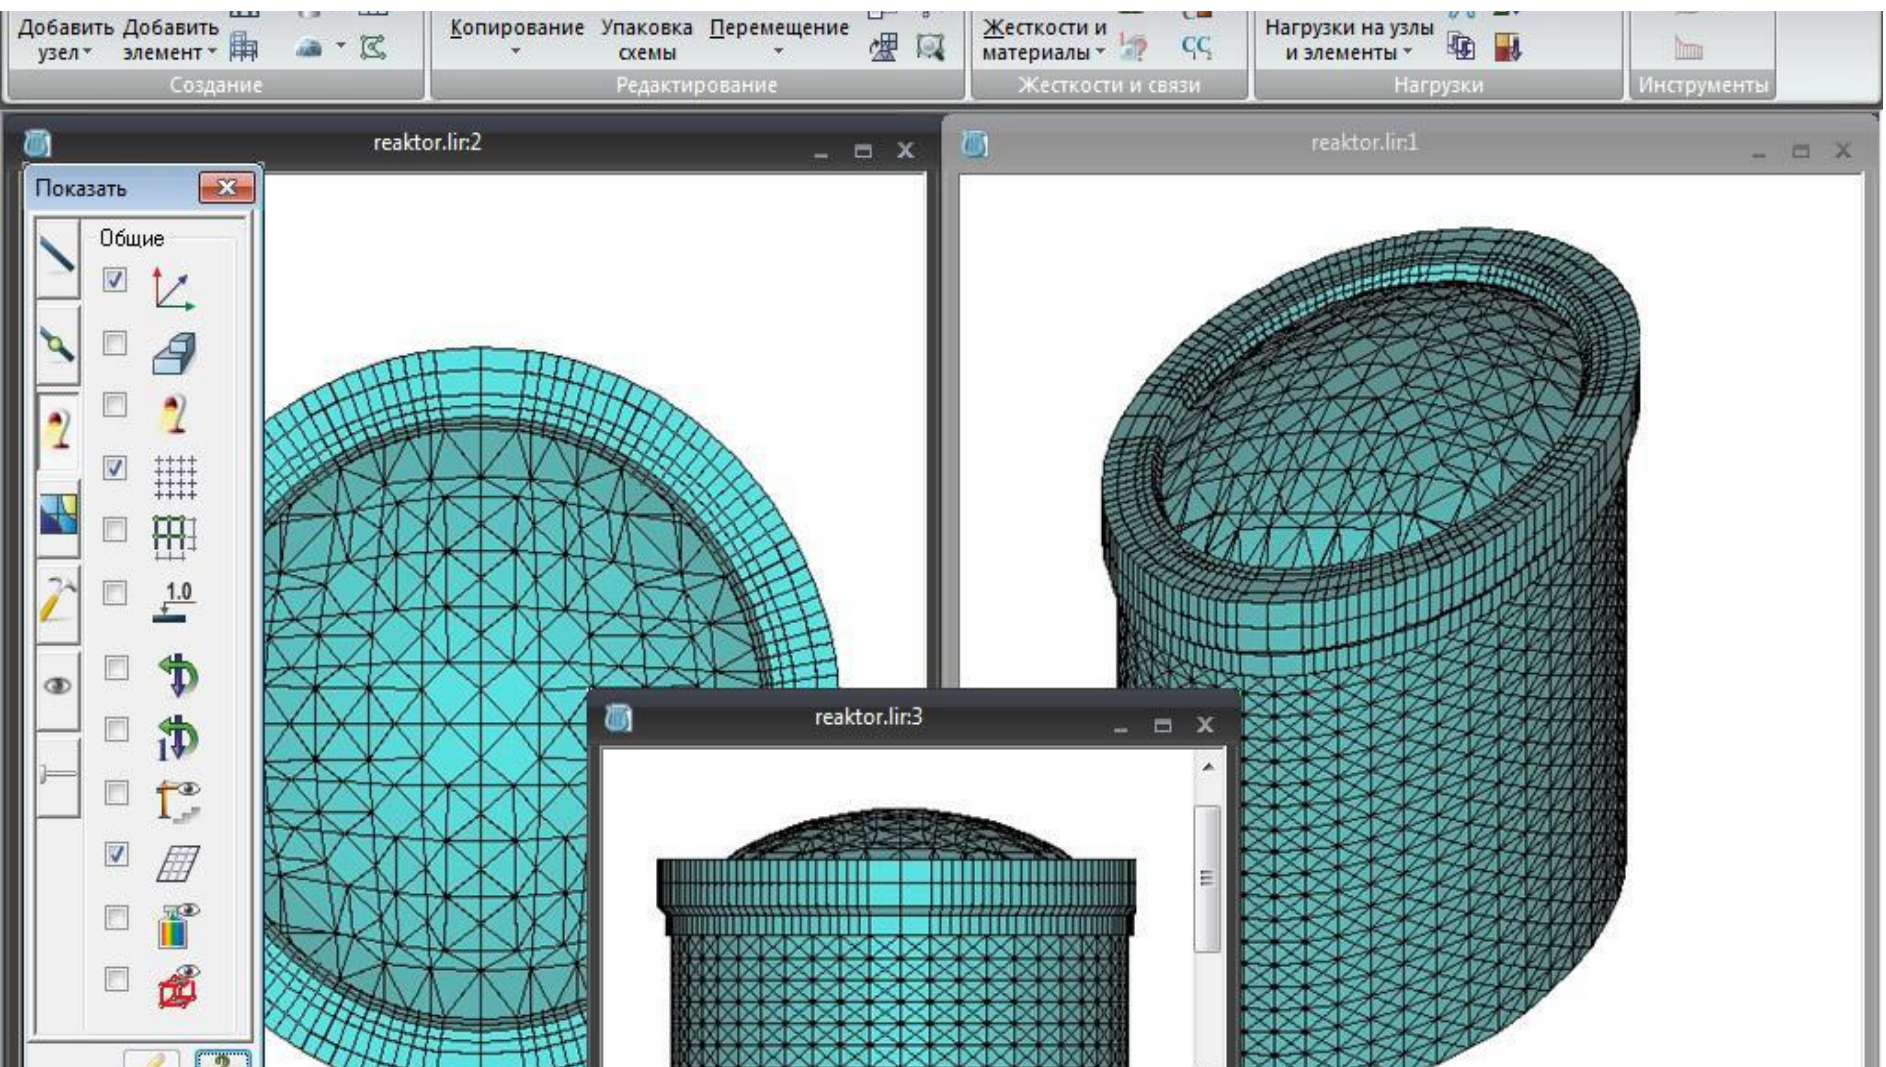 Добавить Добавить
узел элемент
Создание
Копирование Упаковка Перемещение
схемы
Редактирование
Жесткости и
материалы
Жесткости и связи
Нагрузки на узлы
и элементы
Нагрузки
Инструменты
reaktor.lir:2
reaktor.lir:1
Показать
Общие
1.0
1
reaktor.lir:3